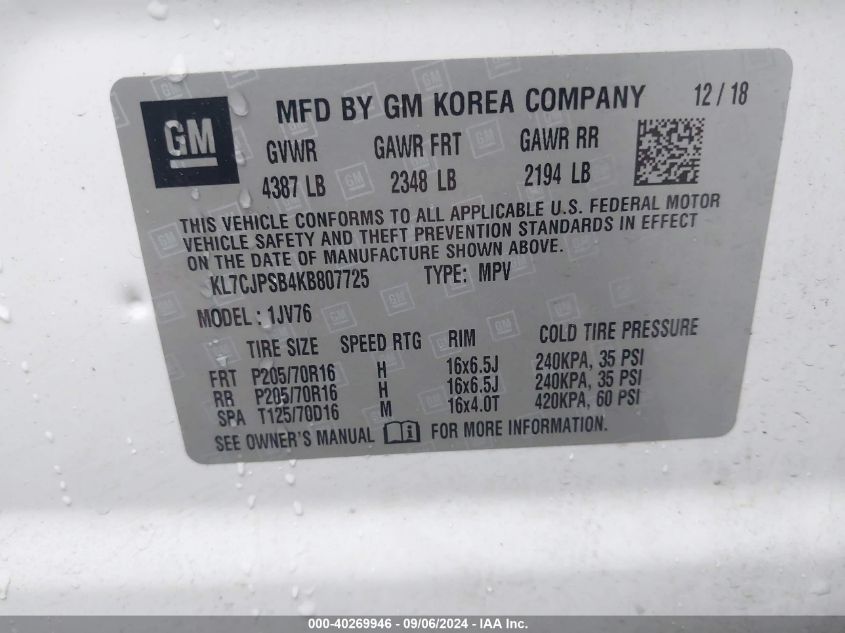 GM
MFD BY GM KOREA COMPANY 12 / 18
GVWR GAWR FRT GAWR RR
4387 LB 2348 LB 2194 LB
THIS VEHICLE CONFORMS TO ALL APPLICABLE U.S. FEDERAL MOTOR
VEHICLE SAFETY AND THEFT PREVENTION STANDARDS IN EFFECT
ON THE DATE OF MANUFACTURE SHOWN ABOVE.
KL7CJPSB4KB807725 TYPE: MPV
MODEL : 1JV76
TIRE SIZE SPEED RTG RIM COLD TIRE PRESSURE
FRT P205/70R16 H 16x6.5J 240KPA, 35 PSI
RR P205/70R16 H 16x6.5J 240KPA, 35 PSI
SPA T125/70D16 M 16x4.0T 420KPA, 60 PSI
SEE OWNER'S MANUAL FOR MORE INFORMATION.
000-40269946 - 09/06/2024 - IAA Inc.